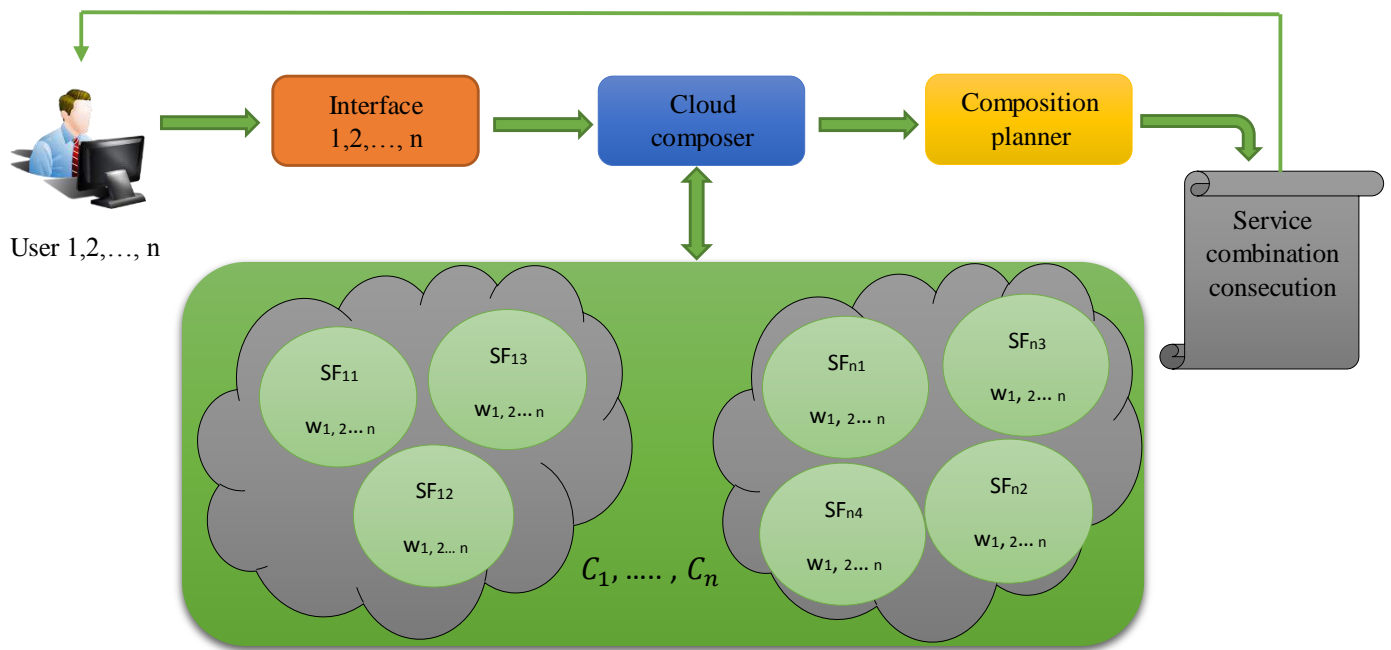 Interface
1,2,…, n
Cloud
composer
Composition
planner
User 1,2,…, n
Service
combination
consecution
SF11
w1, 2... n
SF13
w1, 2... n
SF12
w1, 2... n
SFn1
w1, 2... n
SFn3
w1, 2... n
SFn4
w1, 2... n
SFn2
w1, 2... n
C1, ….. , Cn